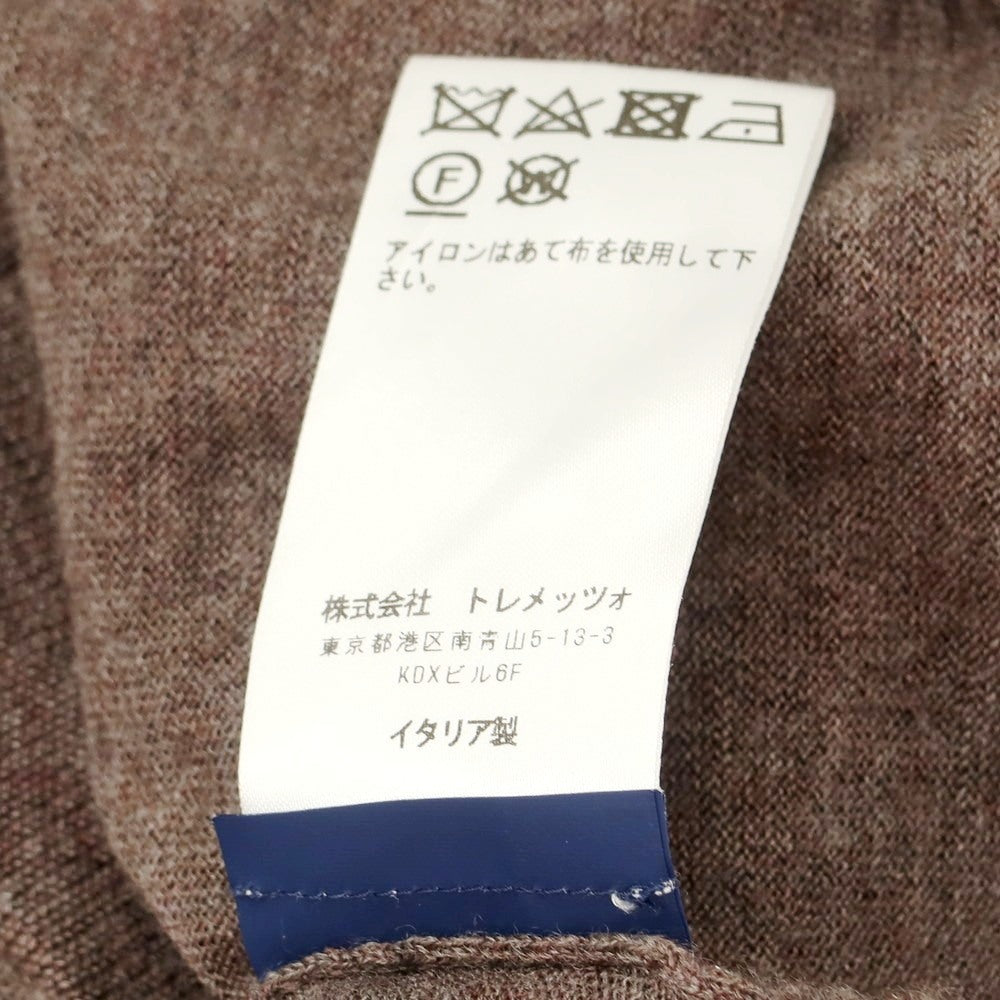 F W
アイロンはあて布を使用して下
さい。
株式会社 トレメッツォ
東京都港区南青山5-13-3
KDXビル6F
イタリア製